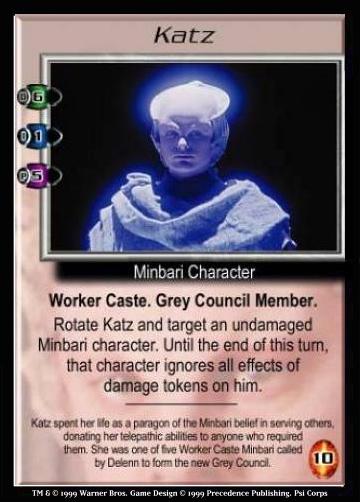 Katz
D 6
D 1
P 5
Minbari Character
Worker Caste. Grey Council Member.
Rotate Katz and target an undamaged
Minbari character. Until the end of this turn,
that character ignores all effects of
damage tokens on him.
Katz spent her life as a paragon of the Minbari belief in serving others,
donating her telepathic abilities to anyone who required
them. She was one of five Worker Caste Minbari called
by Delenn to form the new Grey Council.
10
TM & © 1999 Warner Bros. Game Design © 1999 Precedence Publishing. Psi Corps